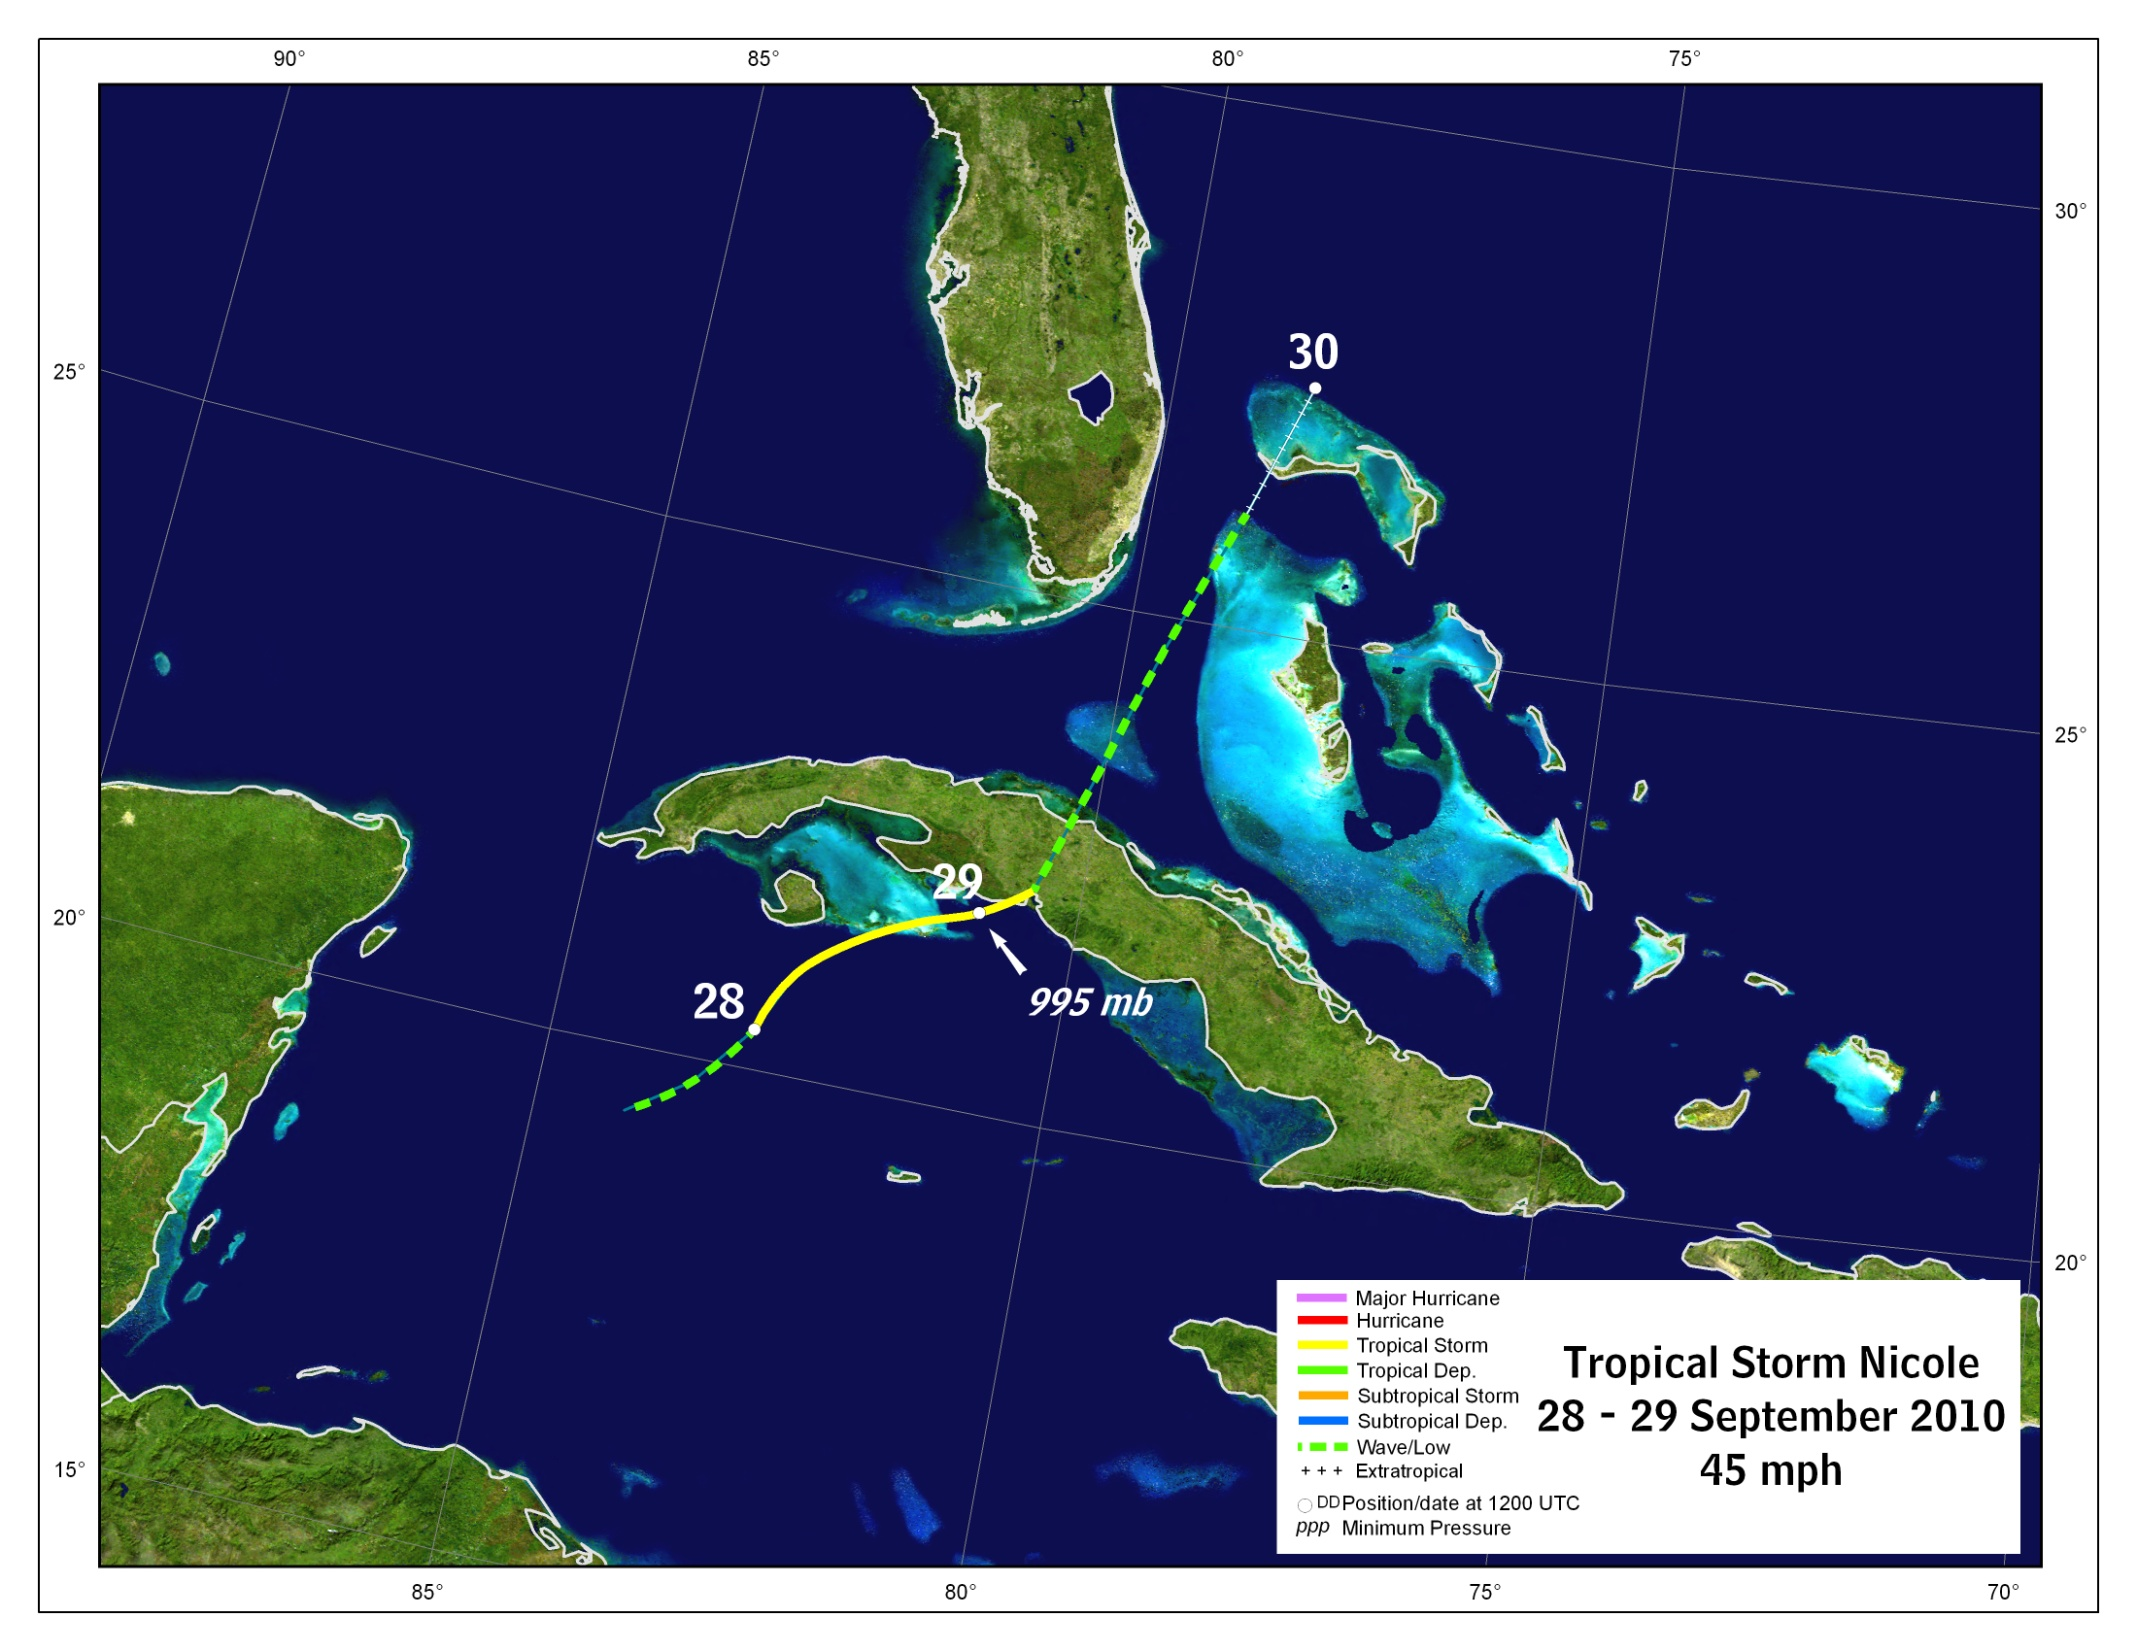 90° 85° 80° 75°
30°
30
25°
25°
29
20°
28
995 mb
20°
Major Hurricane
Hurricane
Tropical Storm
Tropical Dep.
Subtropical Storm
Subtropical Dep.
Wave/Low
+ + + Extratropical
DD Position/date at 1200 UTC
ppp Minimum Pressure
Tropical Storm Nicole
28 - 29 September 2010
45 mph
15°
85° 80° 75° 70°